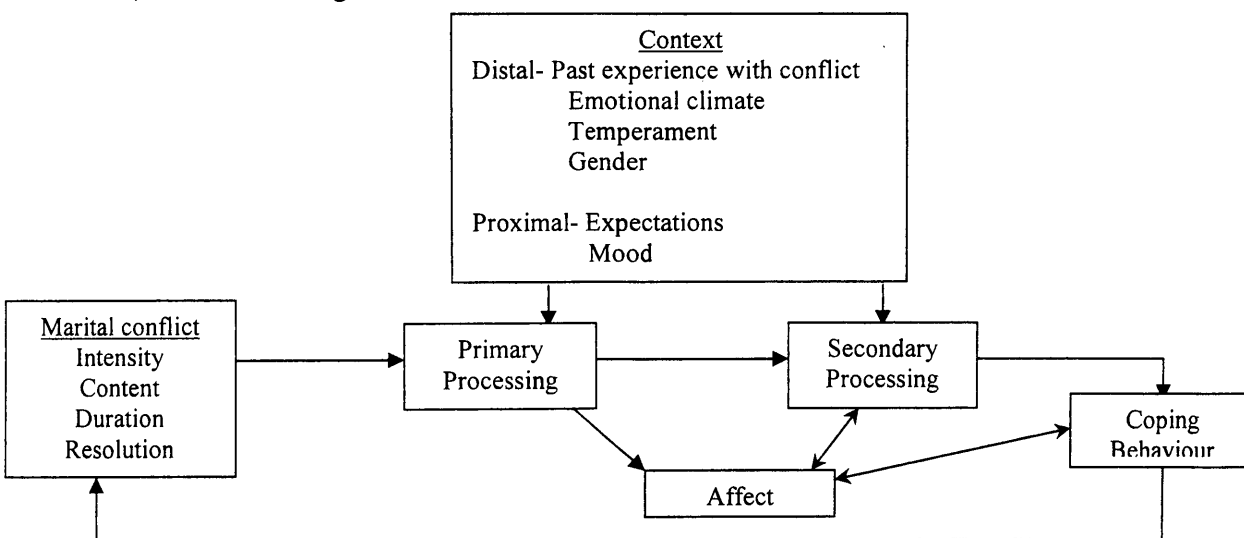 Context
Distal- Past experience with conflict
Emotional climate
Temperament
Gender
Proximal- Expectations
Mood
Marital conflict
Intensity
Content
Duration
Resolution
Primary
Processing
Secondary
Processing
Coping
Behaviour
Affect